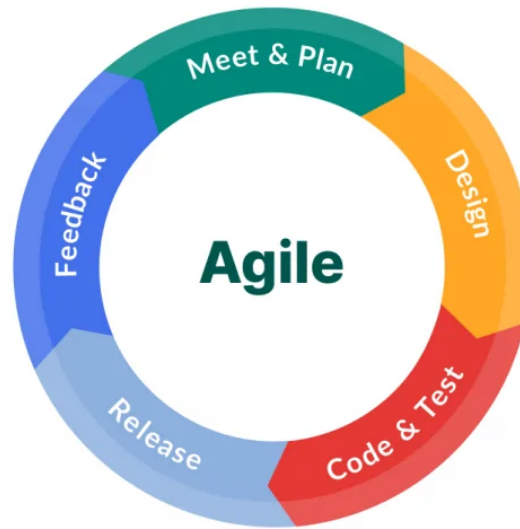 Meet & Plan
Design
Code & Test
Release
Feedback
Agile